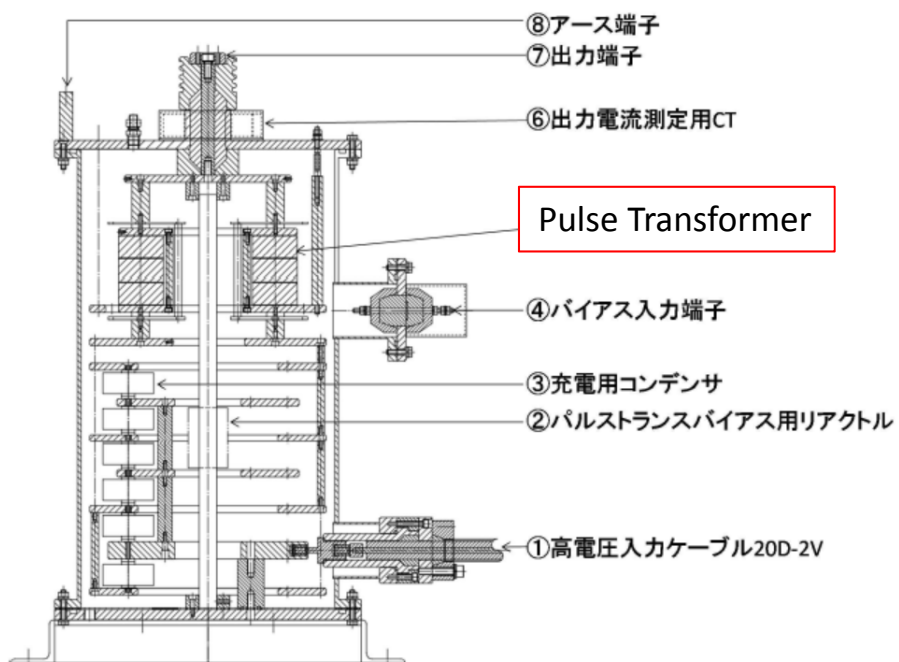 ⑧アース端子
⑦出力端子
⑥出力電流測定用CT
Pulse Transformer
④バイアス入力端子
③充電用コンデンサ
②パルストランスバイアス用リアクトル
①高電圧入力ケーブル20D-2V